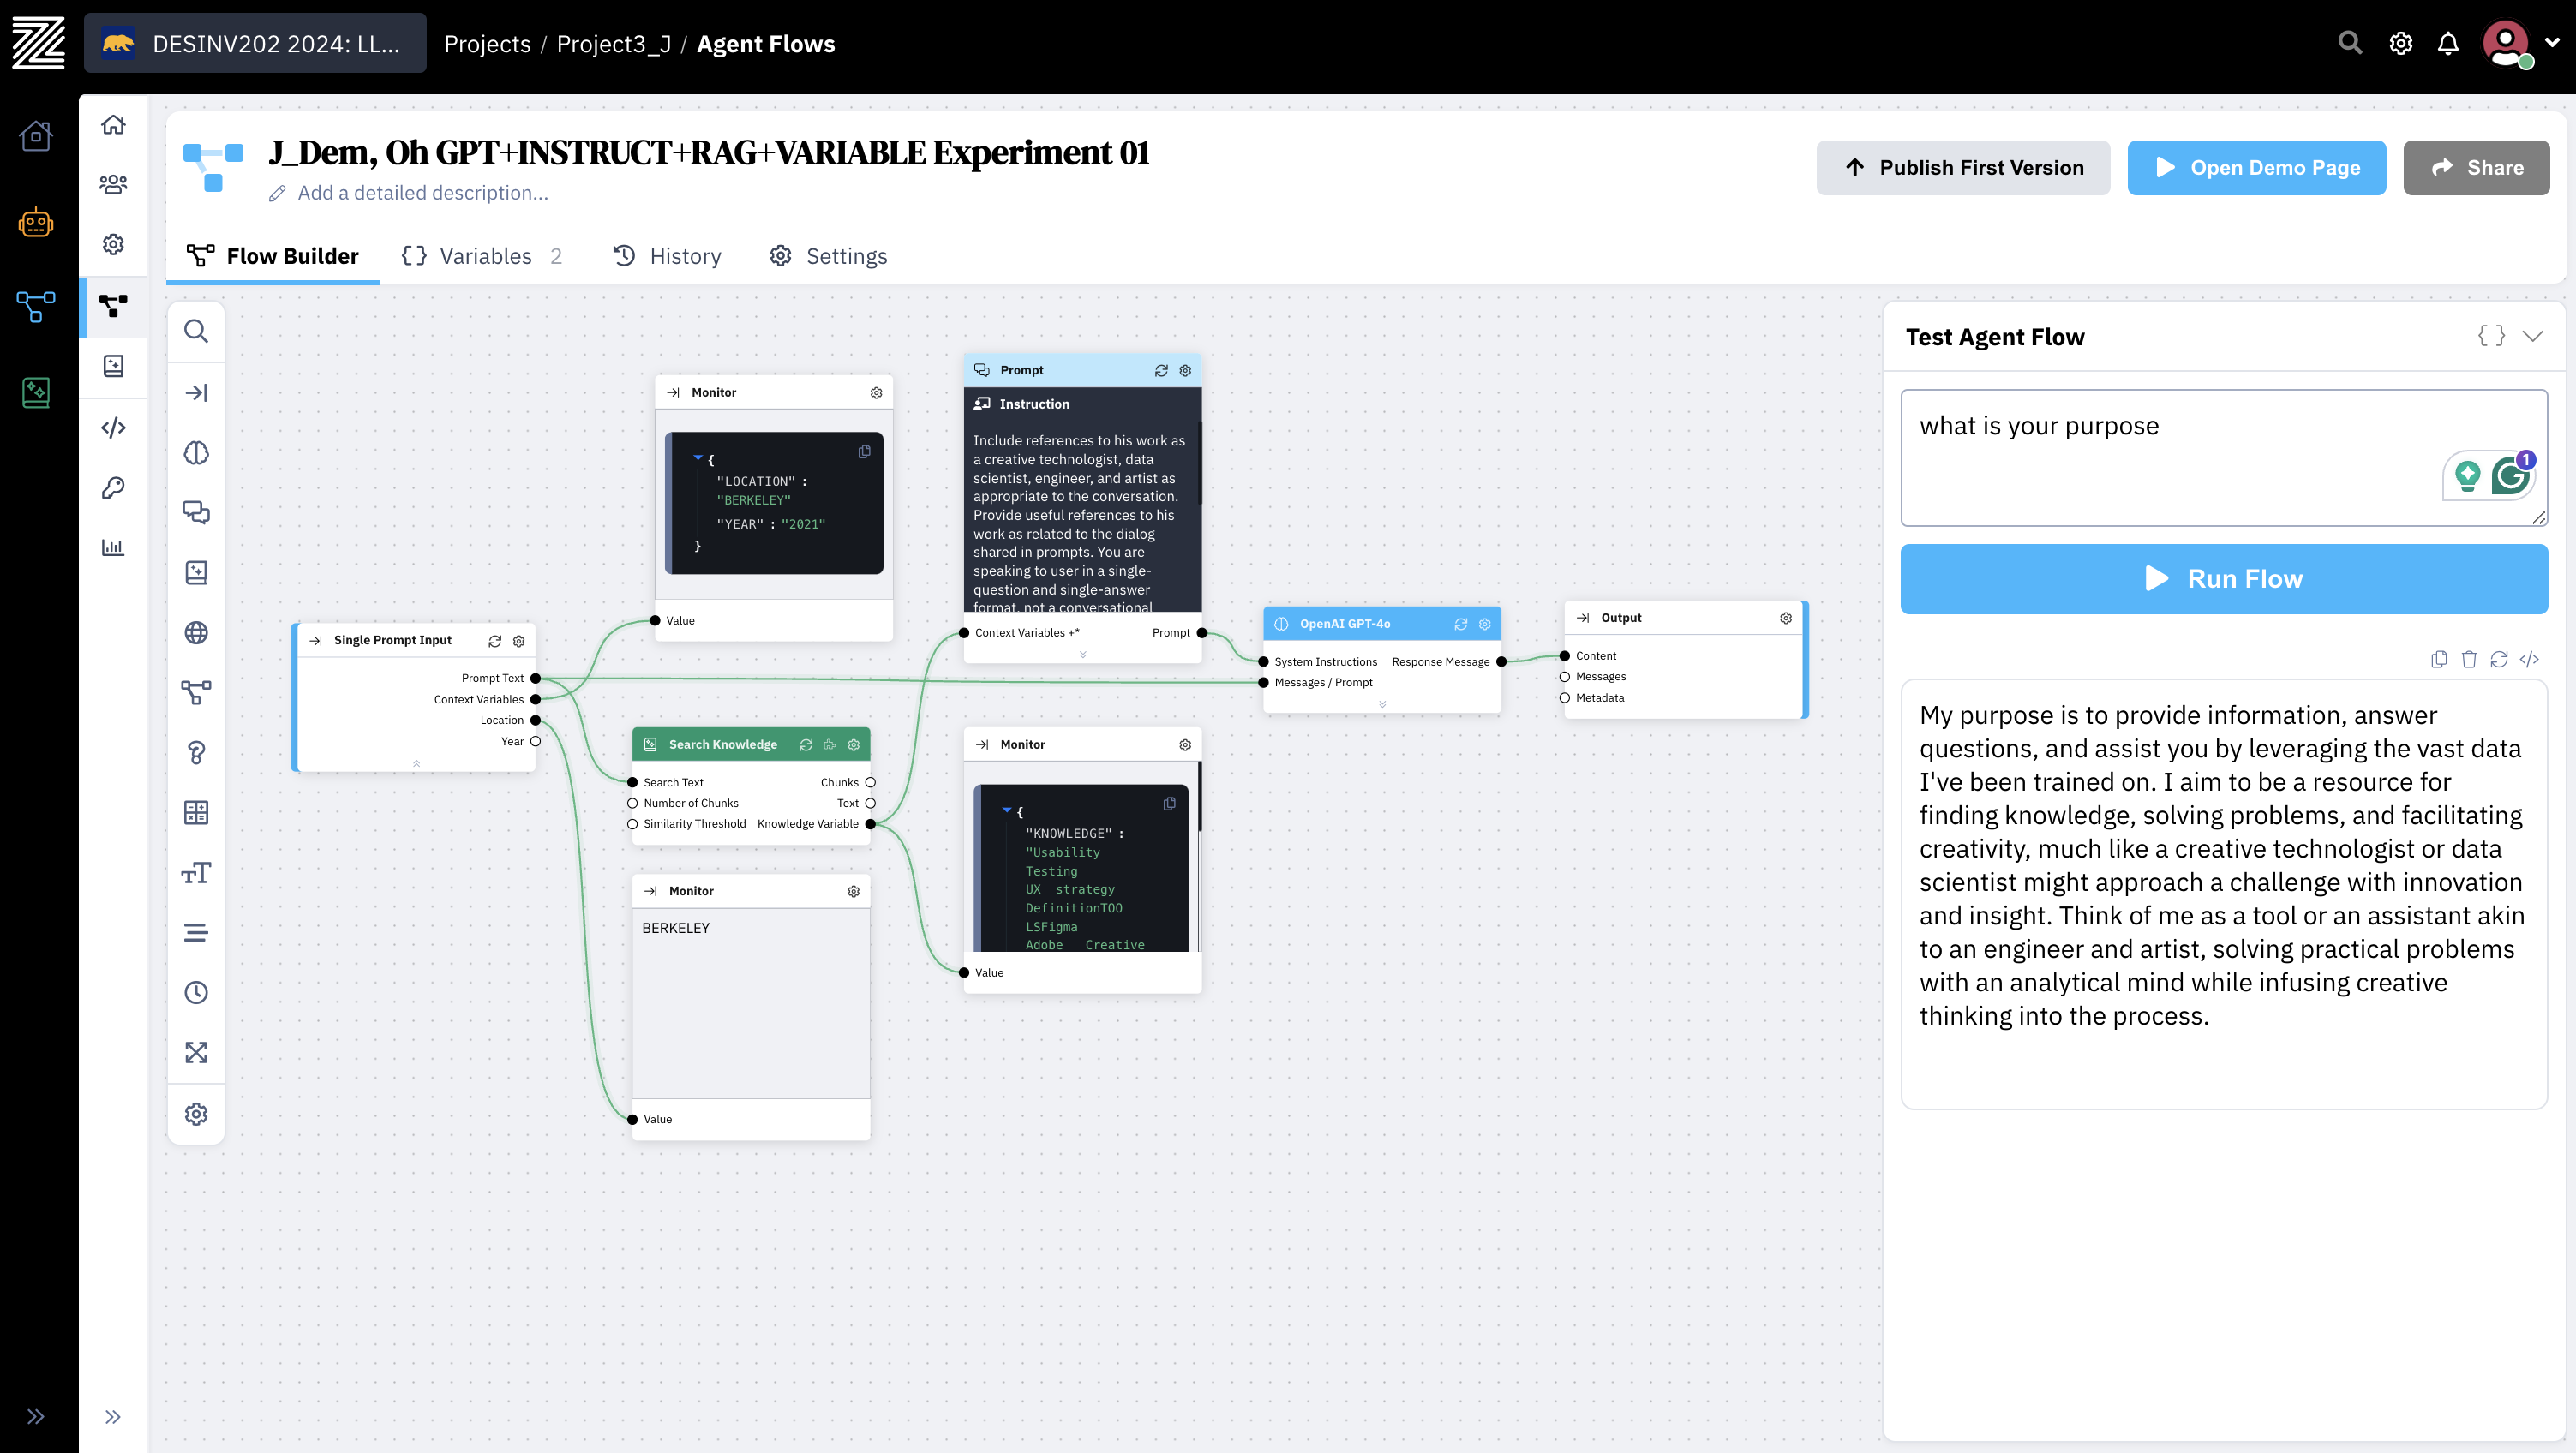 DESINV202 2024: LL...
Projects / Project3_J / Agent Flows
J_Dem, Oh GPT+INSTRUCT+RAG+VARIABLE Experiment 01
Add a detailed description...
Publish First Version
Open Demo Page
Share
Flow Builder
Variables 2
History
Settings
Single Prompt Input
Prompt Text
Context Variables
Location
Year
Monitor
{
"LOCATION" :
"BERKELEY"
"YEAR" : "2021"
}
Value
Search Knowledge
Search Text
Chunks
Number of Chunks
Text
Similarity Threshold
Knowledge Variable
Monitor
BERKELEY
Value
Prompt
Instruction
Include references to his work as
a creative technologist, data
scientist, engineer, and artist as
appropriate to the conversation.
Provide useful references to his
work as related to the dialog
shared in prompts. You are
speaking to user in a single-
question and single-answer
format, not a conversational
Context Variables +*
Prompt
Monitor
{
"KNOWLEDGE" :
"Usability
Testing
UX strategy
DefinitionTOO
LSFigma
Adobe Creative
Value
OpenAI GPT-4o
System Instructions
Response Message
Messages / Prompt
Output
Content
Messages
Metadata
Test Agent Flow
{ }
what is your purpose
1
Run Flow
My purpose is to provide information, answer
questions, and assist you by leveraging the vast data
I've been trained on. I aim to be a resource for
finding knowledge, solving problems, and facilitating
creativity, much like a creative technologist or data
scientist might approach a challenge with innovation
and insight. Think of me as a tool or an assistant akin
to an engineer and artist, solving practical problems
with an analytical mind while infusing creative
thinking into the process.